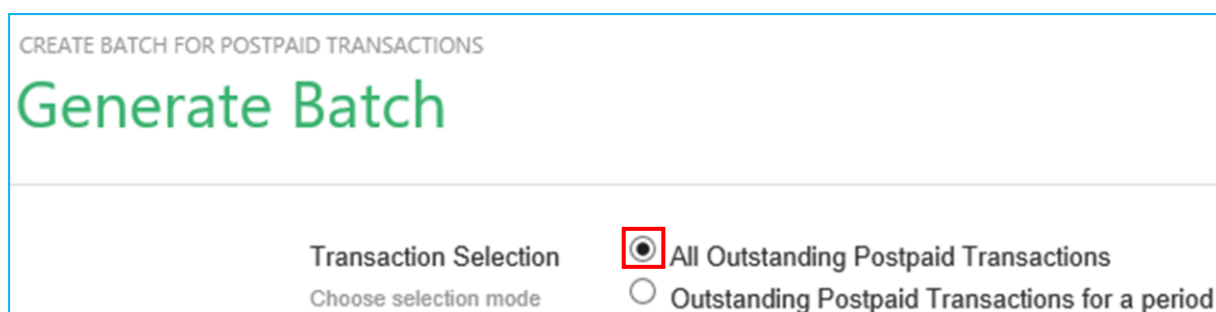 CREATE BATCH FOR POSTPAID TRANSACTIONS
Generate Batch
Transaction Selection All Outstanding Postpaid Transactions
Choose selection mode Outstanding Postpaid Transactions for a period